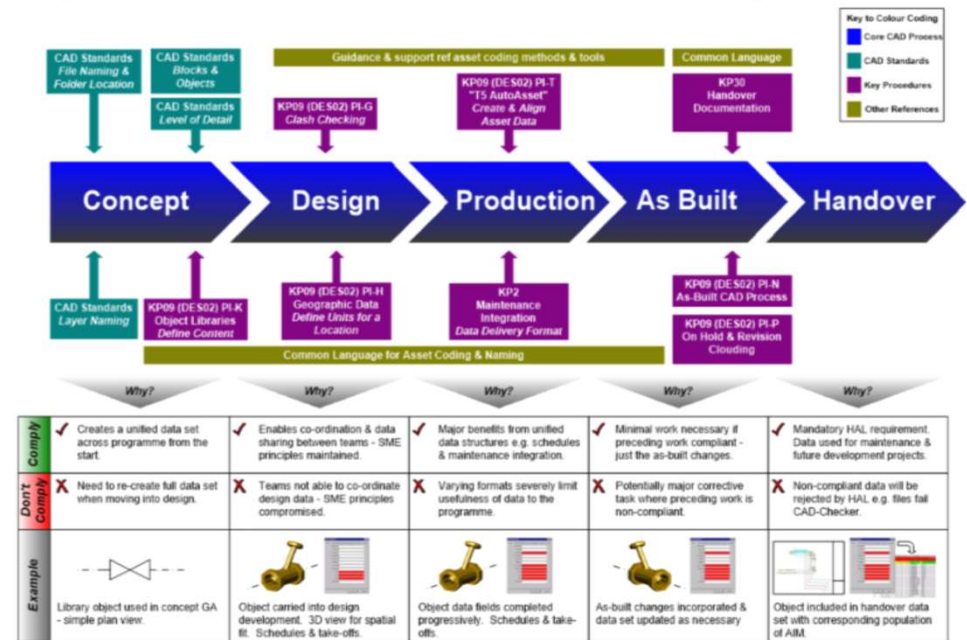 Key to Colour Coding
Core CAD Process
CAD Standards
Key Procedures
Other References
CAD Standards
File Naming &
Folder Location
CAD Standards
Blocks &
Objects
CAD Standards
Level of Detail
Guidance & support ref asset coding methods & tools
Common Language
KP09 (DES02) PI-G
Clash Checking
KP09 (DES02) PI-T
"T5 AutoAsset"
Create & Align
Asset Data
KP30
Handover
Documentation
Concept
Design
Production
As Built
Handover
CAD Standards
Layer Naming
KP09 (DES02) PI-K
Object Libraries
Define Content
KP09 (DES02) PI-H
Geographic Data
Define Units for a
Location
KP2
Maintenance
Integration
Data Delivery Format
KP09 (DES02) PI-N
As-Built CAD Process
KP09 (DES02) PI-P
On Hold & Revision
Clouding
Common Language for Asset Coding & Naming
Why?
Why?
Why?
Why?
Why?
Comply
Creates a unified data set
across programme from the
start.
Enables co-ordination & data
sharing between teams - SME
principles maintained.
Major benefits from unified
data structures e.g. schedules
& maintenance integration.
Minimal work necessary if
preceding work compliant -
just the as-built changes.
Mandatory HAL requirement.
Data used for maintenance &
future development projects.
Don't
Comply
Need to re-create full data set
when moving into design.
Teams not able to co-ordinate
design data - SME principles
compromised.
Varying formats severely limit
usefulness of data to the
programme.
Potentially major corrective
task where preceding work is
non-compliant.
Non-compliant data will be
rejected by HAL e.g. files fail
CAD-Checker.
Example
Library object used in concept GA
- simple plan view.
Object carried into design
development. 3D view for spatial
fit. Schedules & take-offs.
Object data fields completed
progressively. Schedules & take-
offs.
As-built changes incorporated &
data set updated as necessary
Object included in handover data
set with corresponding population
of AIM.